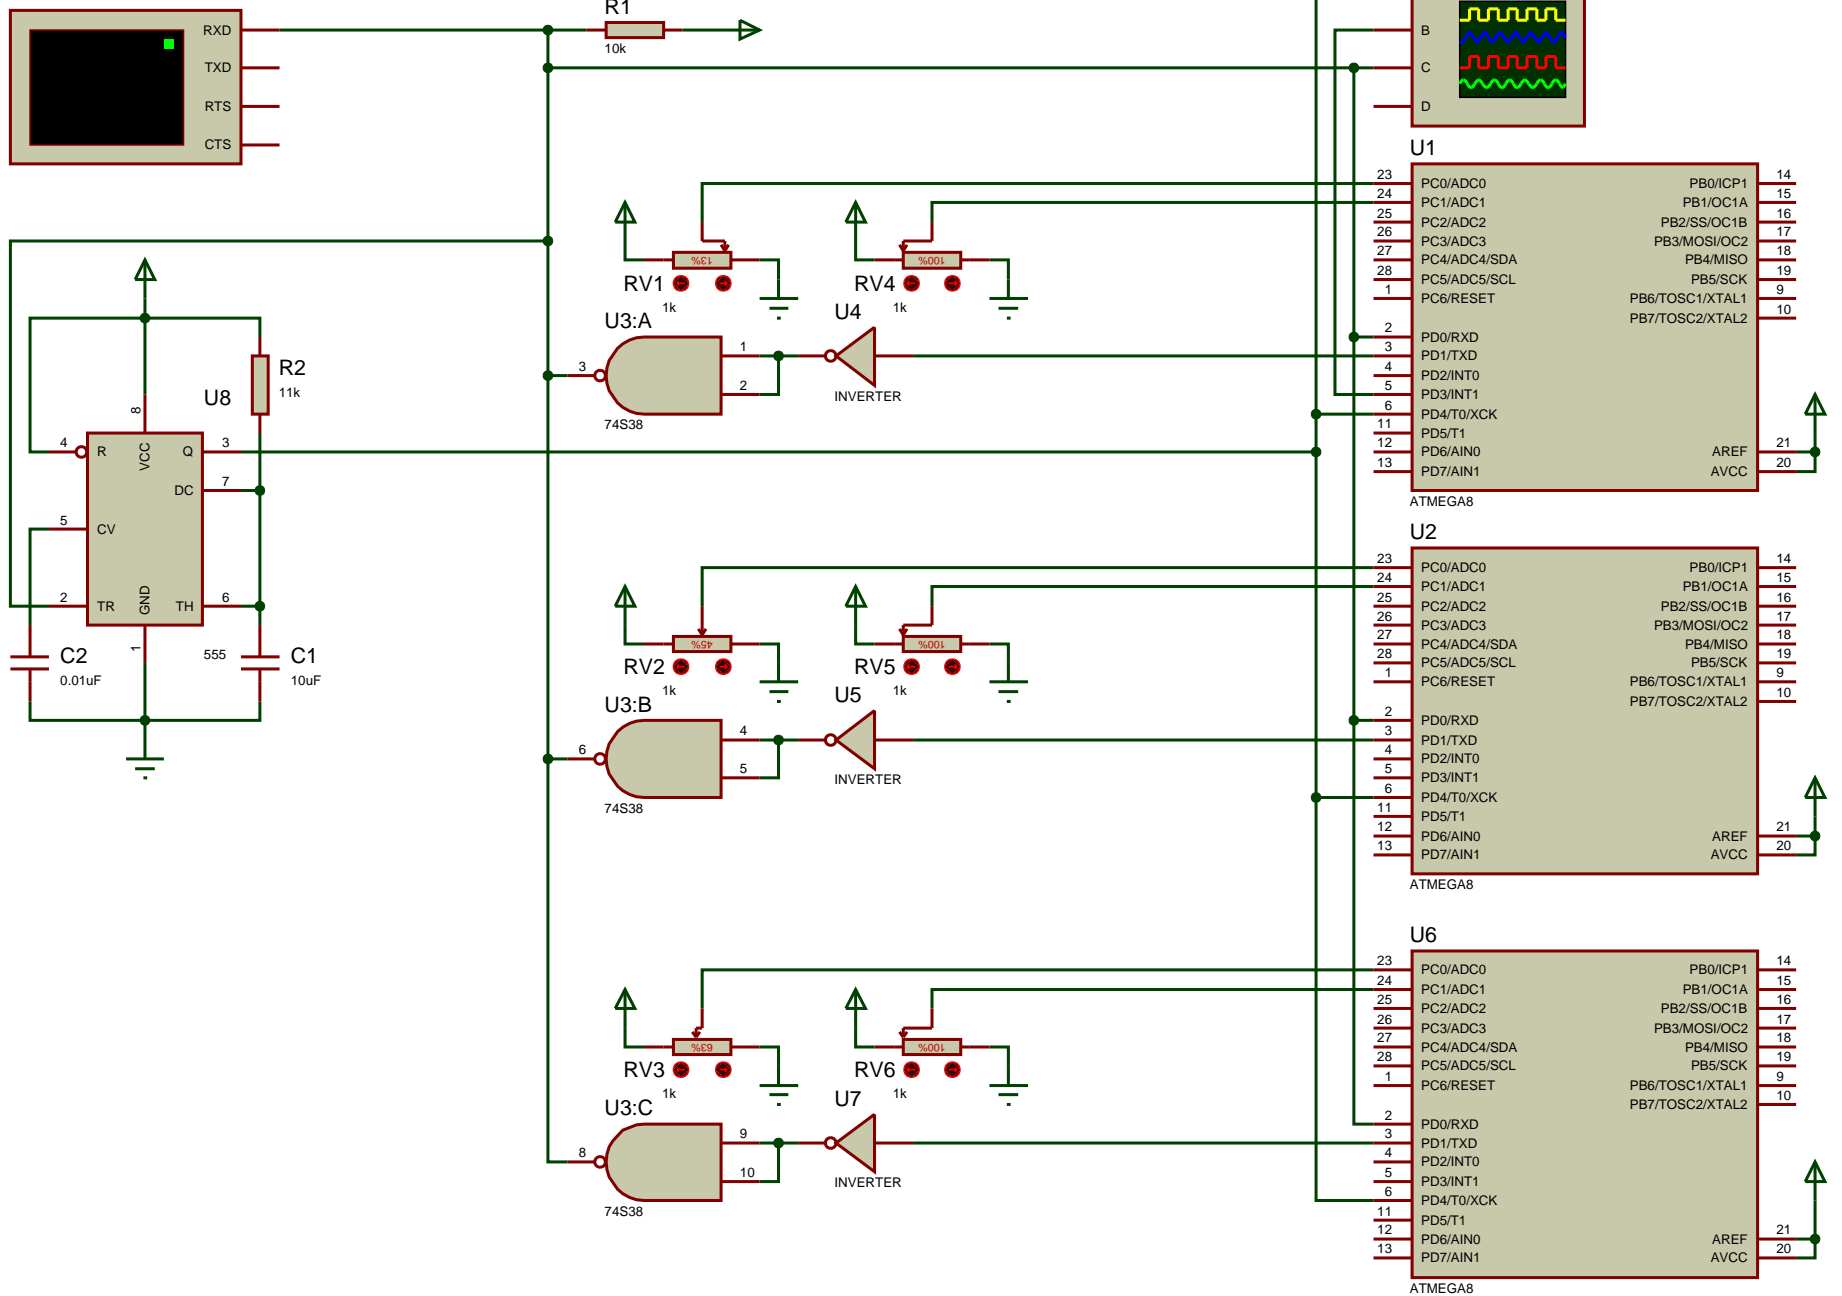 R1
10k
RXD
TXD
RTS
CTS
B
C
D
U1
23 PC0/ADC0 PB0/ICP1 14
24 PC1/ADC1 PB1/OC1A 15
25 PC2/ADC2 PB2/SS/OC1B 16
26 PC3/ADC3 PB3/MOSI/OC2 17
27 PC4/ADC4/SDA PB4/MISO 18
28 PC5/ADC5/SCL PB5/SCK 19
1 PC6/RESET PB6/TOSC1/XTAL1 9
PB7/TOSC2/XTAL2 10
2 PD0/RXD
3 PD1/TXD
4 PD2/INT0
5 PD3/INT1
6 PD4/T0/XCK
11 PD5/T1
12 PD6/AIN0 AREF 21
13 PD7/AIN1 AVCC 20
ATMEGA8
13%
RV1
1k
100%
RV4
1k
U3:A
1
2
3
74S38
U4
INVERTER
R2
11k
U8
8
4 R VCC Q 3
DC 7
5 CV
2 TR GND TH 6
1
555
C2
0.01uF
C1
10uF
U2
23 PC0/ADC0 PB0/ICP1 14
24 PC1/ADC1 PB1/OC1A 15
25 PC2/ADC2 PB2/SS/OC1B 16
26 PC3/ADC3 PB3/MOSI/OC2 17
27 PC4/ADC4/SDA PB4/MISO 18
28 PC5/ADC5/SCL PB5/SCK 19
1 PC6/RESET PB6/TOSC1/XTAL1 9
PB7/TOSC2/XTAL2 10
2 PD0/RXD
3 PD1/TXD
4 PD2/INT0
5 PD3/INT1
6 PD4/T0/XCK
11 PD5/T1
12 PD6/AIN0 AREF 21
13 PD7/AIN1 AVCC 20
ATMEGA8
45%
RV2
1k
100%
RV5
1k
U3:B
4
5
6
74S38
U5
INVERTER
U6
23 PC0/ADC0 PB0/ICP1 14
24 PC1/ADC1 PB1/OC1A 15
25 PC2/ADC2 PB2/SS/OC1B 16
26 PC3/ADC3 PB3/MOSI/OC2 17
27 PC4/ADC4/SDA PB4/MISO 18
28 PC5/ADC5/SCL PB5/SCK 19
1 PC6/RESET PB6/TOSC1/XTAL1 9
PB7/TOSC2/XTAL2 10
2 PD0/RXD
3 PD1/TXD
4 PD2/INT0
5 PD3/INT1
6 PD4/T0/XCK
11 PD5/T1
12 PD6/AIN0 AREF 21
13 PD7/AIN1 AVCC 20
ATMEGA8
63%
RV3
1k
100%
RV6
1k
U3:C
9
10
8
74S38
U7
INVERTER